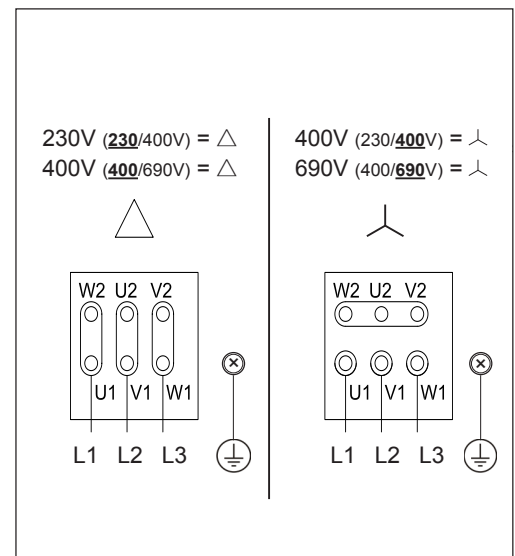 230V (230/400V) = △
400V (400/690V) = △
W2 U2 V2
U1 V1 W1
L1 L2 L3
400V (230/400V) = ⅄
690V (400/690V) = ⅄
W2 U2 V2
U1 V1 W1
L1 L2 L3